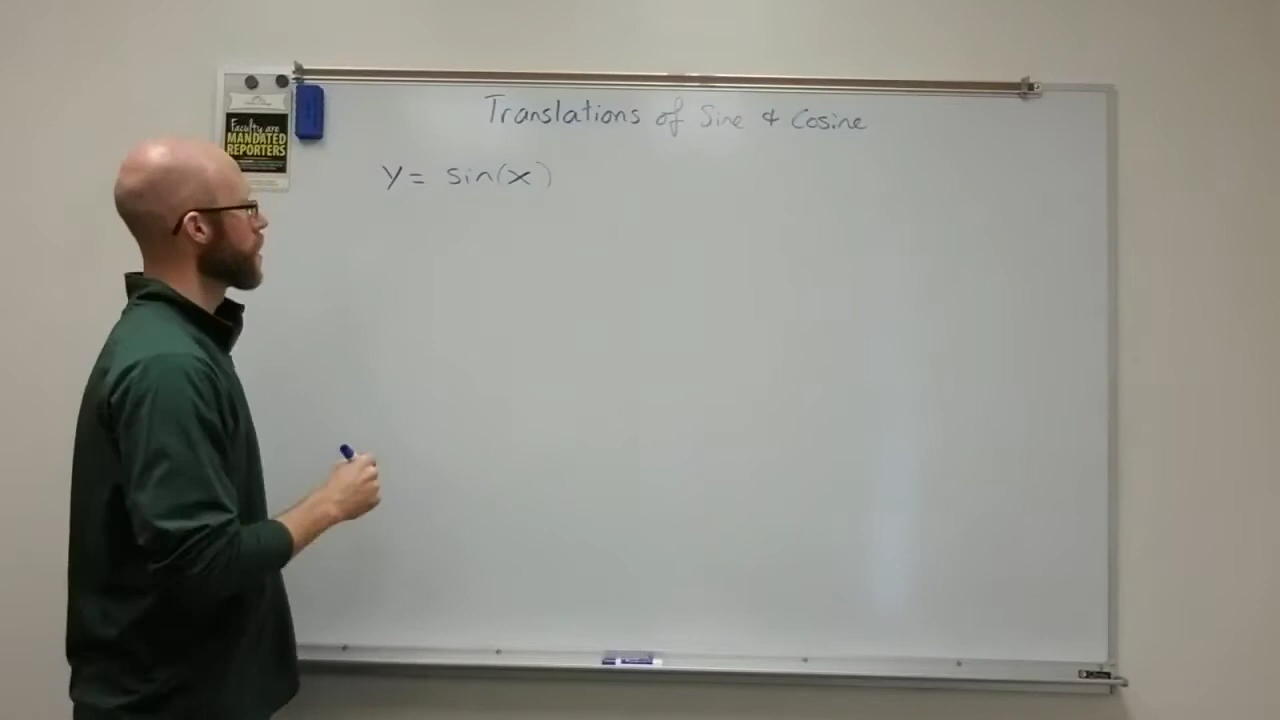 Translations of Sine & Cosine
Faculty are
MANDATED
REPORTERS
y = sin(x)